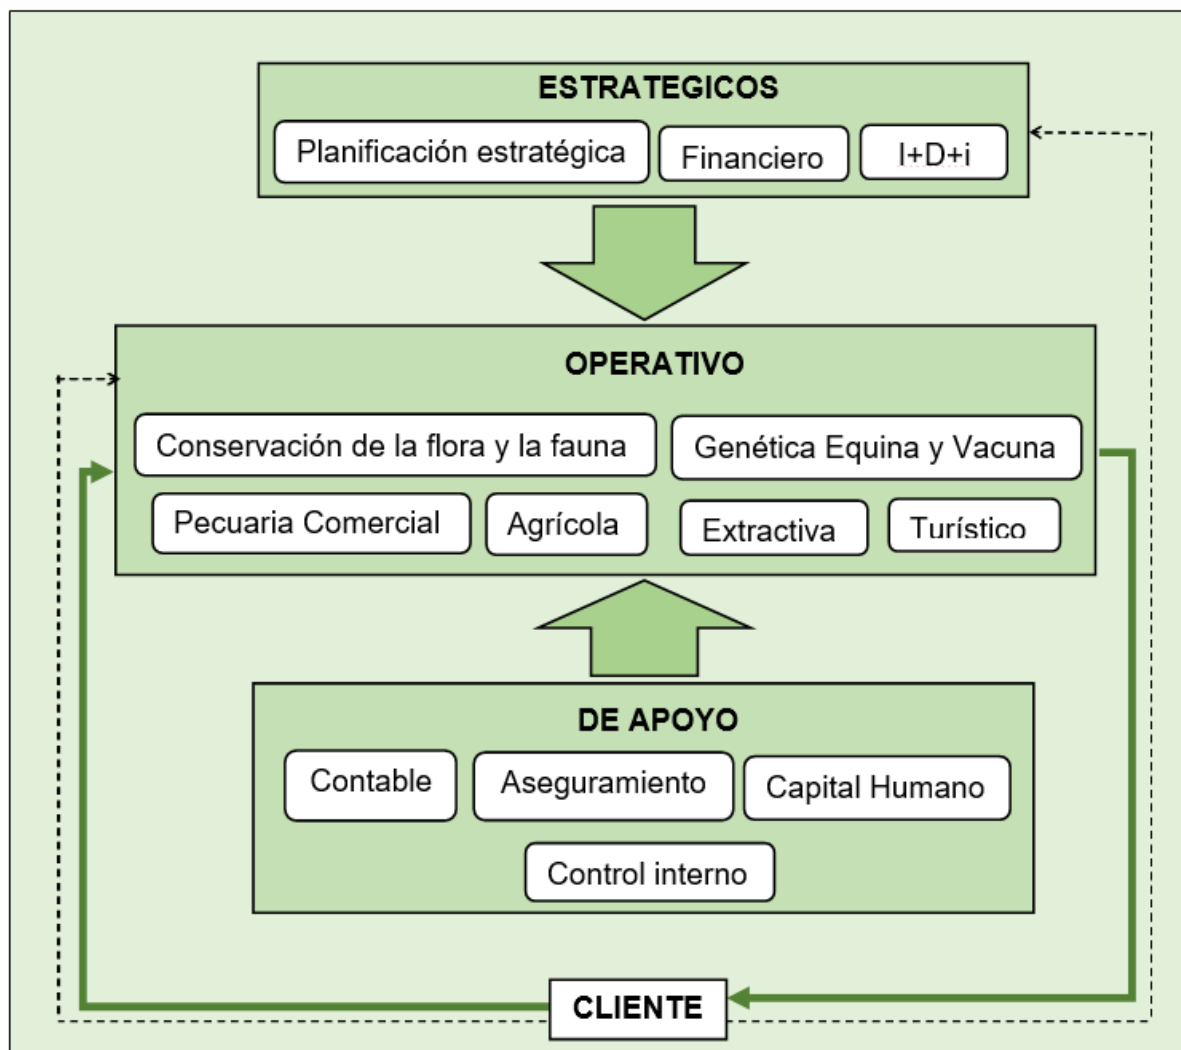 ESTRATEGICOS
Planificación estratégica
Financiero
I+D+i
OPERATIVO
Conservación de la flora y la fauna
Genética Equina y Vacuna
Pecuaria Comercial
Agrícola
Extractiva
Turístico
DE APOYO
Contable
Aseguramiento
Capital Humano
Control interno
CLIENTE